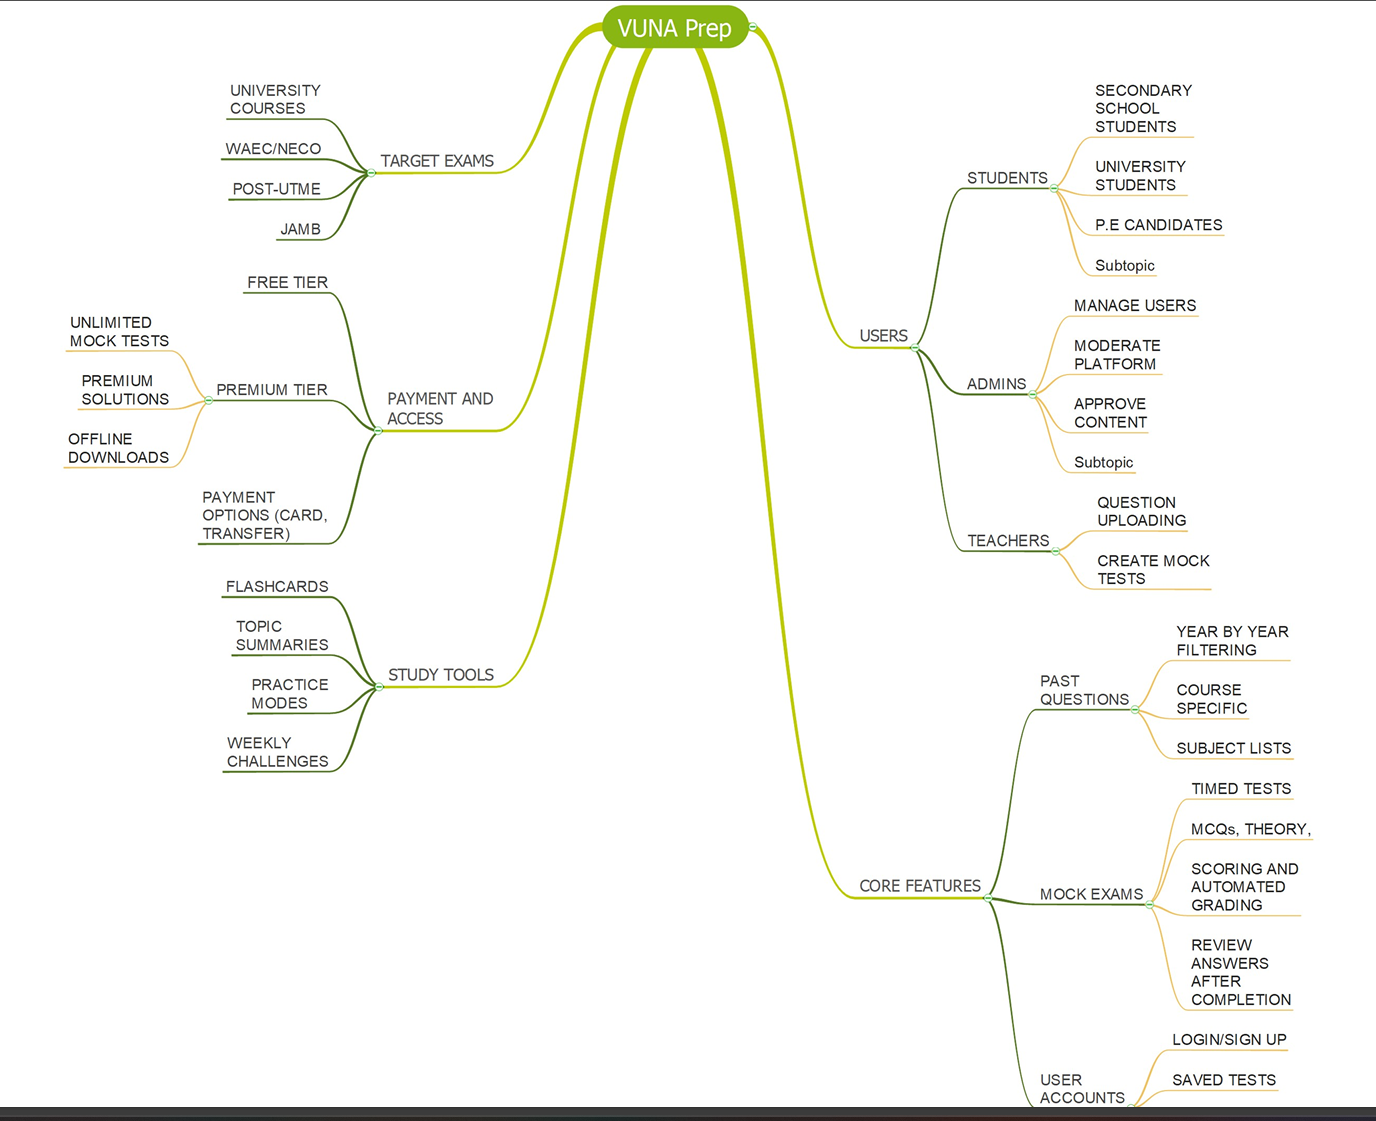 VUNA Prep
UNIVERSITY
COURSES
WAEC/NECO
POST-UTME
JAMB
TARGET EXAMS
FREE TIER
UNLIMITED
MOCK TESTS
PREMIUM
SOLUTIONS
OFFLINE
DOWNLOADS
PREMIUM TIER
PAYMENT
OPTIONS (CARD,
TRANSFER)
PAYMENT AND
ACCESS
FLASHCARDS
TOPIC
SUMMARIES
PRACTICE
MODES
WEEKLY
CHALLENGES
STUDY TOOLS
USERS
STUDENTS
SECONDARY
SCHOOL
STUDENTS
UNIVERSITY
STUDENTS
P.E CANDIDATES
Subtopic
ADMINS
MANAGE USERS
MODERATE
PLATFORM
APPROVE
CONTENT
Subtopic
TEACHERS
QUESTION
UPLOADING
CREATE MOCK
TESTS
CORE FEATURES
PAST
QUESTIONS
YEAR BY YEAR
FILTERING
COURSE
SPECIFIC
SUBJECT LISTS
MOCK EXAMS
TIMED TESTS
MCQs, THEORY,
SCORING AND
AUTOMATED
GRADING
REVIEW
ANSWERS
AFTER
COMPLETION
USER
ACCOUNTS
LOGIN/SIGN UP
SAVED TESTS